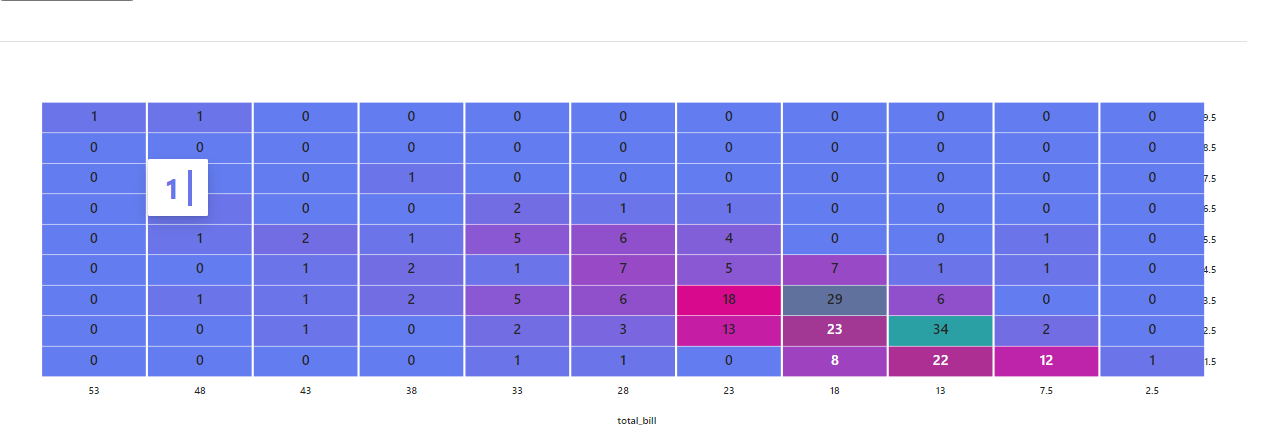 1 1 0 0 0 0 0 0 0 0 0 9.5
0 0 0 0 0 0 0 0 0 0 0 8.5
0 0 1 0 0 0 0 0 0 0 7.5
1
0 0 0 2 1 1 0 0 0 0 6.5
0 1 2 1 5 6 4 0 0 1 0 5.5
0 0 1 2 1 7 5 7 1 1 0 4.5
0 1 1 2 5 6 18 29 6 0 0 3.5
0 0 1 0 2 3 13 23 34 2 0 2.5
0 0 0 0 1 1 0 8 22 12 1 1.5
53 48 43 38 33 28 23 18 13 7.5 2.5
total_bill